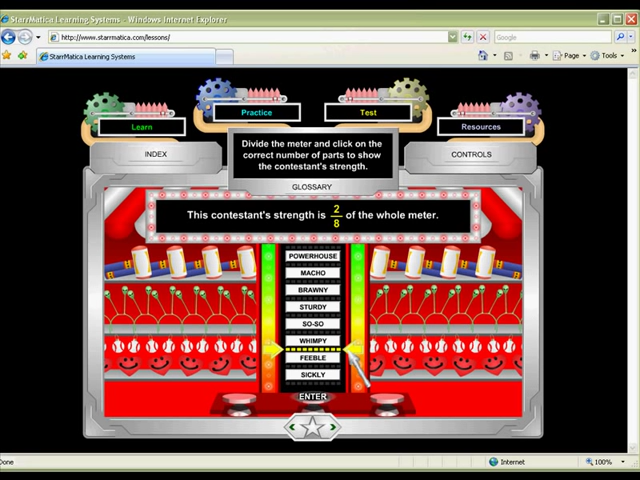 StarrMatica Learning Systems - Windows Internet Explorer
http://www.starrmatica.com/lessons/
Google
StarrMatica Learning Systems
Page
Tools
Learn
Practice
Test
Resources
INDEX
Divide the meter and click on the
correct number of parts to show
the contestant's strength.
CONTROLS
GLOSSARY
This contestant's strength is 2/8 of the whole meter.
POWERHOUSE
MACHO
BRAWNY
STURDY
SO-SO
WHIMPY
FEEBLE
SICKLY
ENTER
Done
Internet
100%